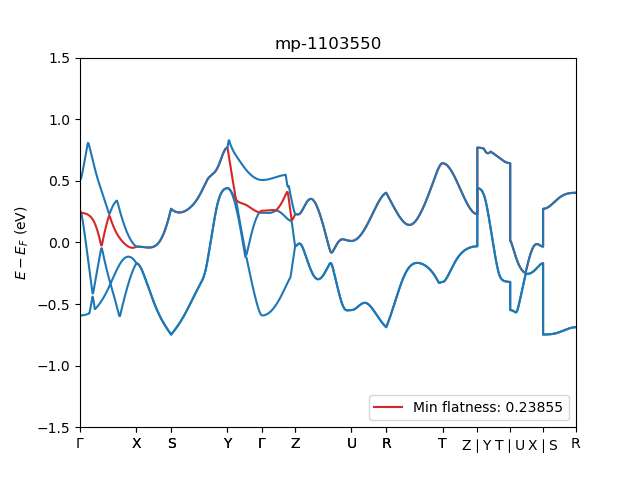 mp-1103550
E − E_F (eV)
1.5
1.0
0.5
0.0
−0.5
−1.0
−1.5
Min flatness: 0.23855
Γ X S Y Γ Z U R T Z | Y T | U X | S R